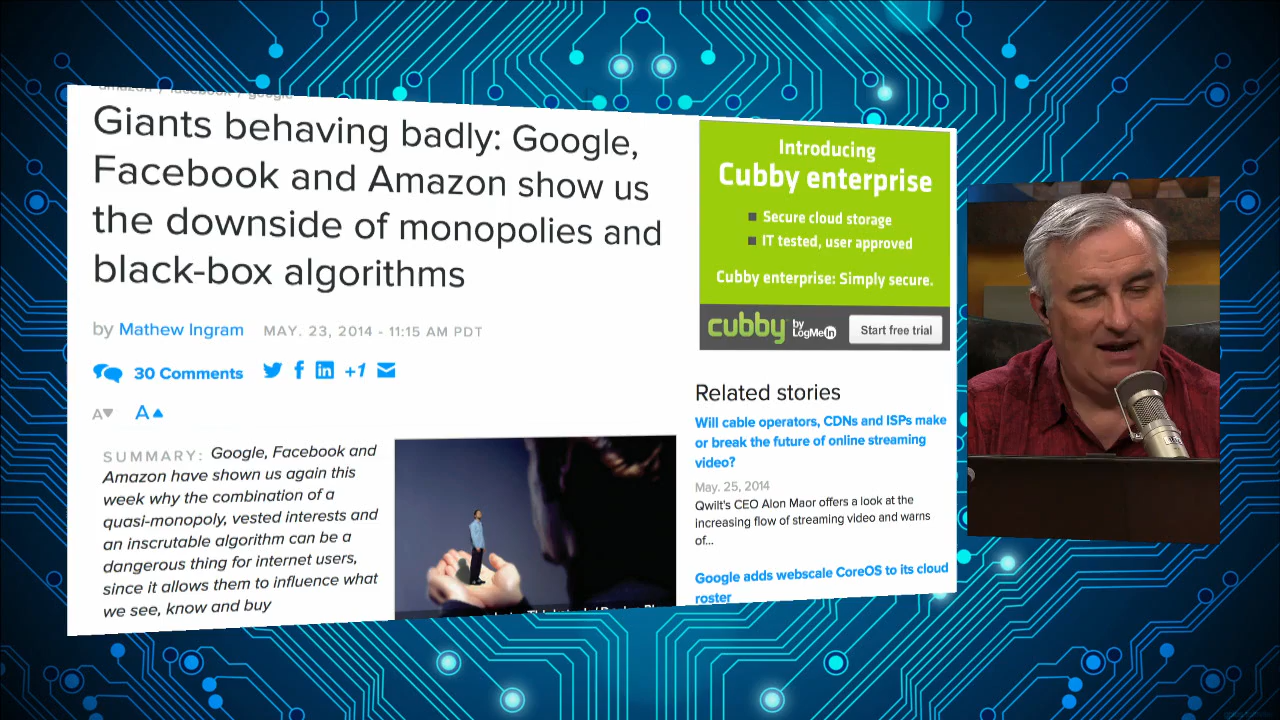 amazon / facebook / google
Giants behaving badly: Google,
Facebook and Amazon show us
the downside of monopolies and
black-box algorithms
by Mathew Ingram MAY. 23, 2014 - 11:15 AM PDT
30 Comments
+1
A▼ A▲
SUMMARY: Google, Facebook and
Amazon have shown us again this
week why the combination of a
quasi-monopoly, vested interests and
an inscrutable algorithm can be a
dangerous thing for internet users,
since it allows them to influence what
we see, know and buy
Introducing
Cubby enterprise
Secure cloud storage
IT tested, user approved
Cubby enterprise: Simply secure.
cubby by LogMeIn
Start free trial
Related stories
Will cable operators, CDNs and ISPs make
or break the future of online streaming
video?
May. 25, 2014
Qwilt's CEO Alon Maor offers a look at the
increasing flow of streaming video and warns
of...
Google adds webscale CoreOS to its cloud
roster